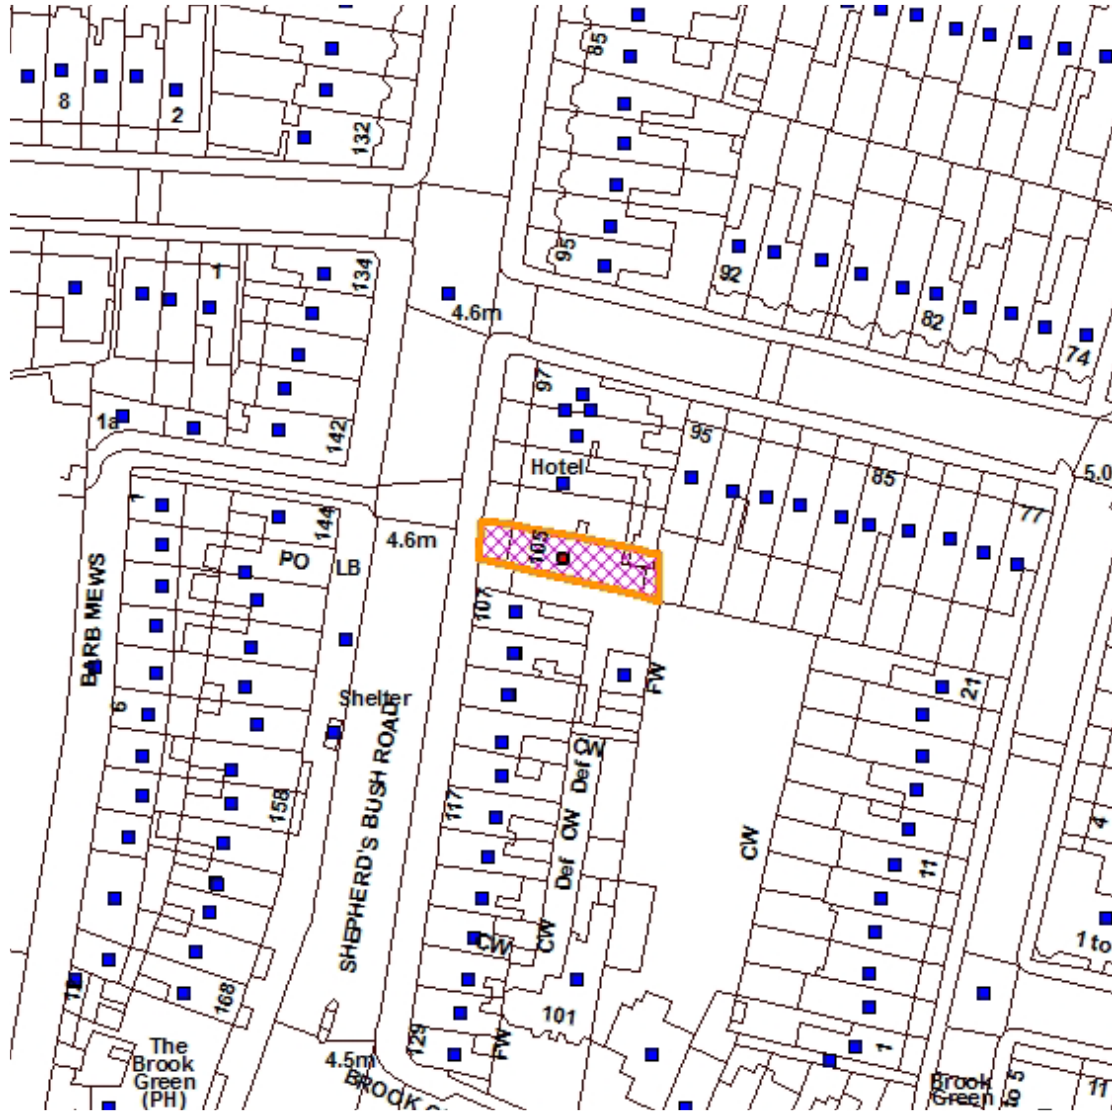 85
8
2
132
95
92
1
134
4.6m
82
74
97
1a
142
95
Hotel
85
5.0
1
144
77
4.6m
105
PO
LB
BARB MEWS
107
FW
21
Shelter
6
SHEPHERD'S BUSH ROAD
CW
Def
158
117
CW
CW
4
Def
11
CW
CW
1 to
168
101
129
FW
1
The
Brook
Green
(PH)
4.5m
Brook
Green
5
11